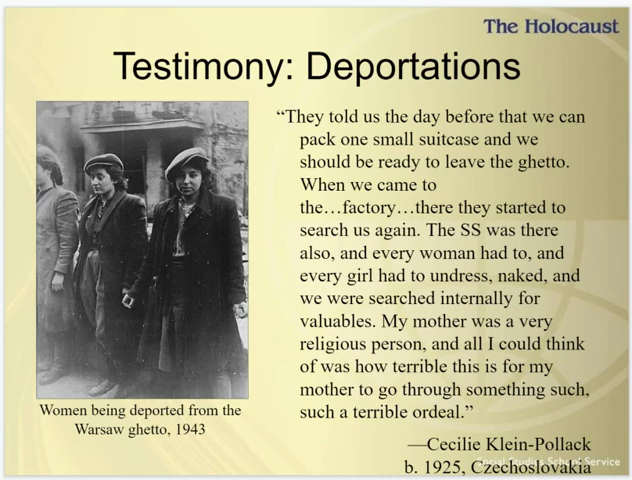 The Holocaust
Testimony: Deportations
“They told us the day before that we can
pack one small suitcase and we
should be ready to leave the ghetto.
When we came to
the…factory…there they started to
search us again. The SS was there
also, and every woman had to, and
every girl had to undress, naked, and
we were searched internally for
valuables. My mother was a very
religious person, and all I could think
of was how terrible this is for my
mother to go through something such,
such a terrible ordeal.”
—Cecilie Klein-Pollack
b. 1925, Czechoslovakia
Women being deported from the
Warsaw ghetto, 1943
Social Studies School Service